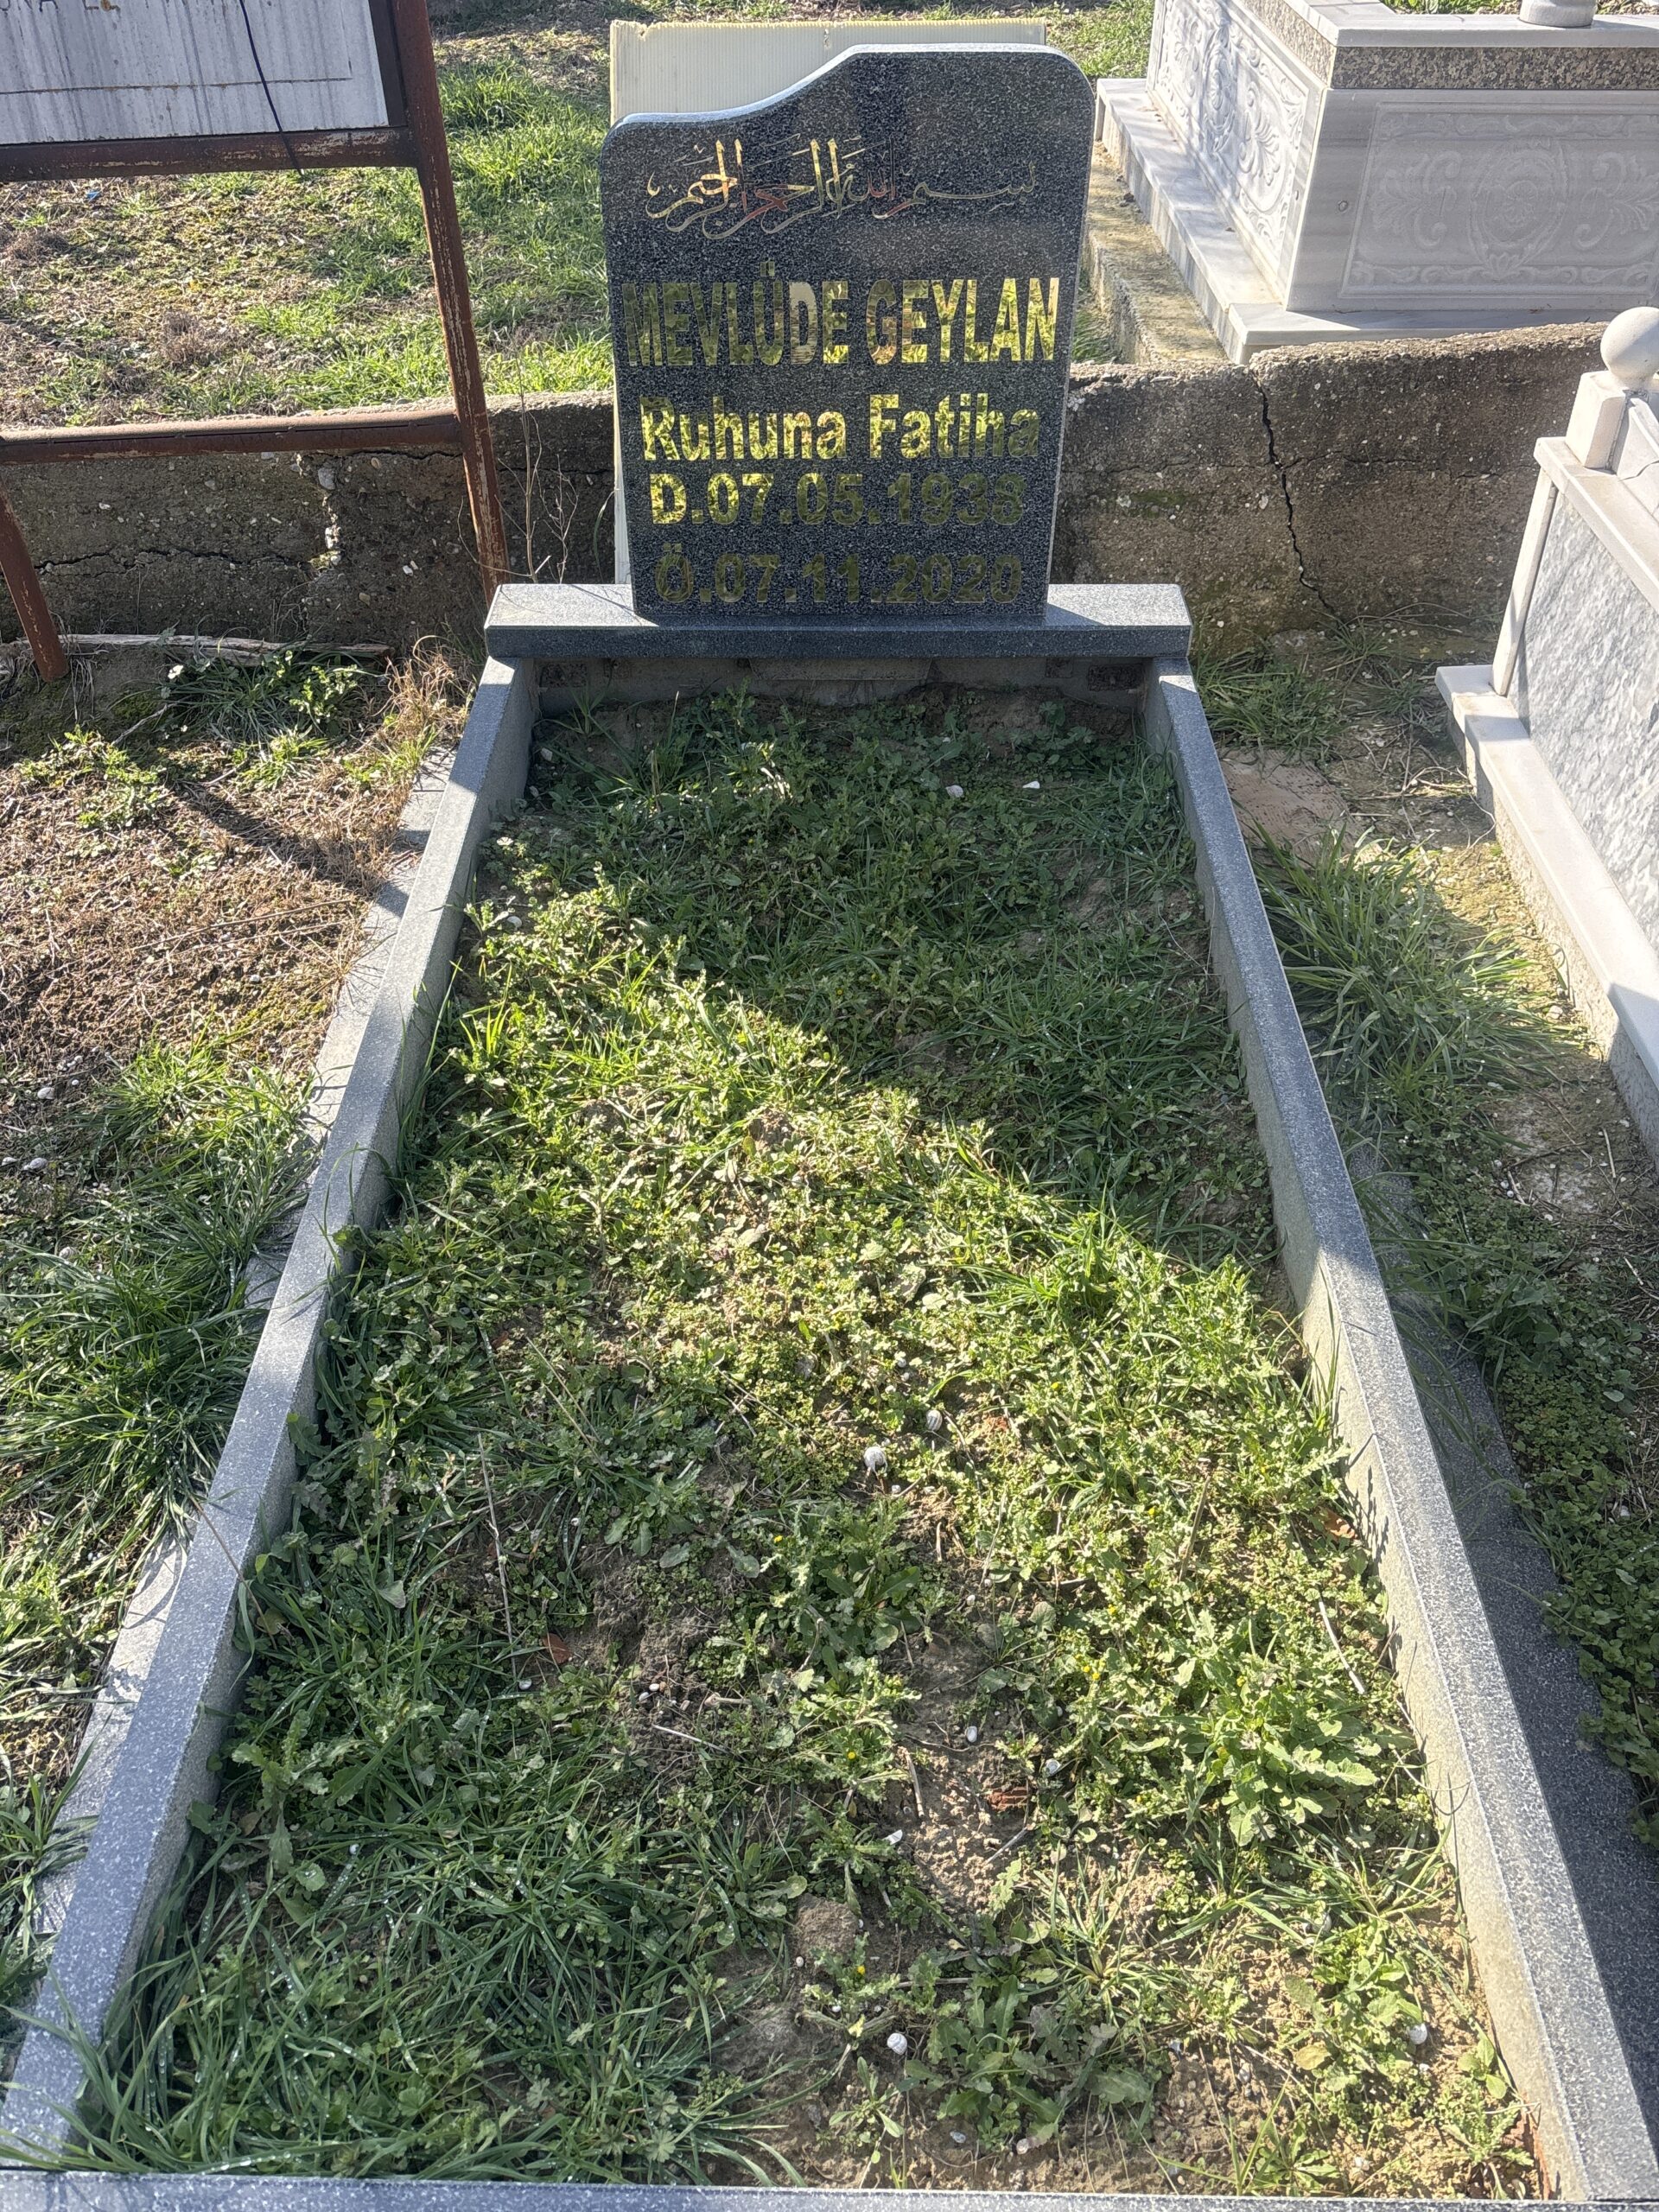 بسم الله الرحمن الرحيم
MEVLÜDE GEYLAN
Ruhuna Fatiha
D.07.05.1938
Ö.07.11.2020